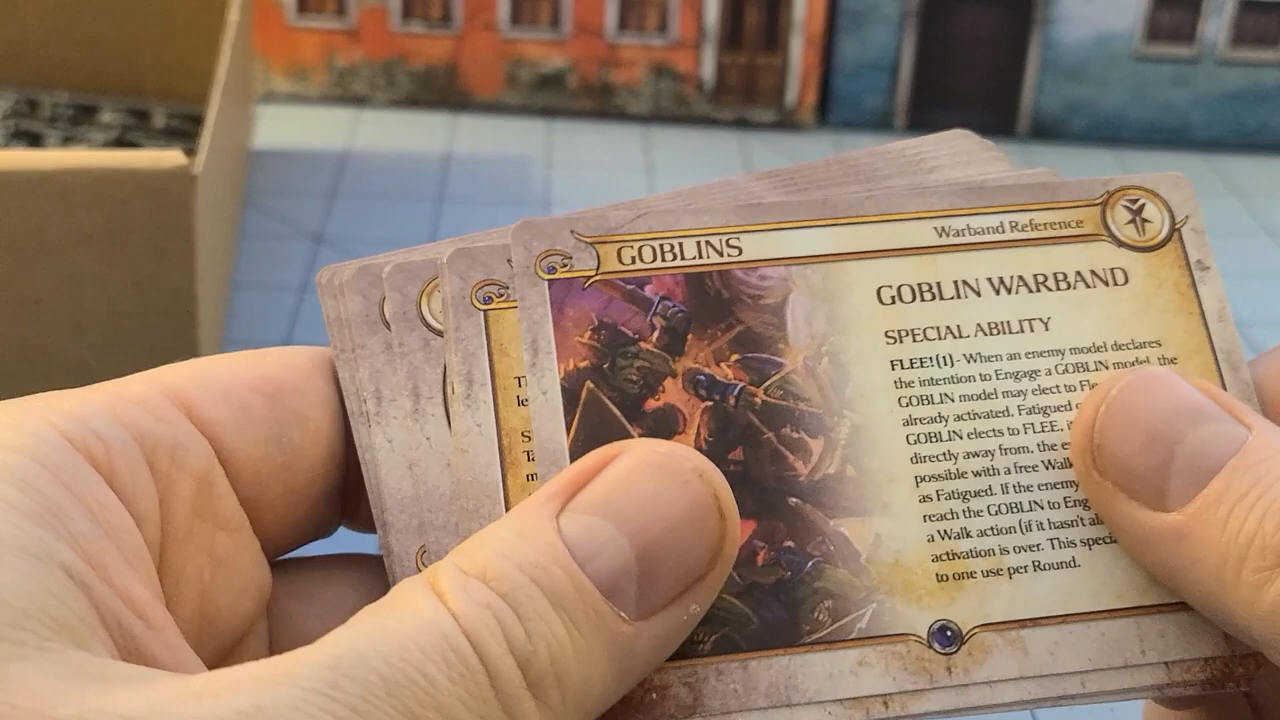 GOBLINS
Warband Reference
GOBLIN WARBAND
SPECIAL ABILITY
FLEE! (1) - When an enemy model declares
the intention to Engage a GOBLIN model, the
GOBLIN model may elect to
already activated, Fatigued
GOBLIN elects to FLEE,
directly away from, the
possible with a free Walk
as Fatigued. If the enemy
reach the GOBLIN to
a Walk action (if it hasn't
activation is over. This
to one use per Round.